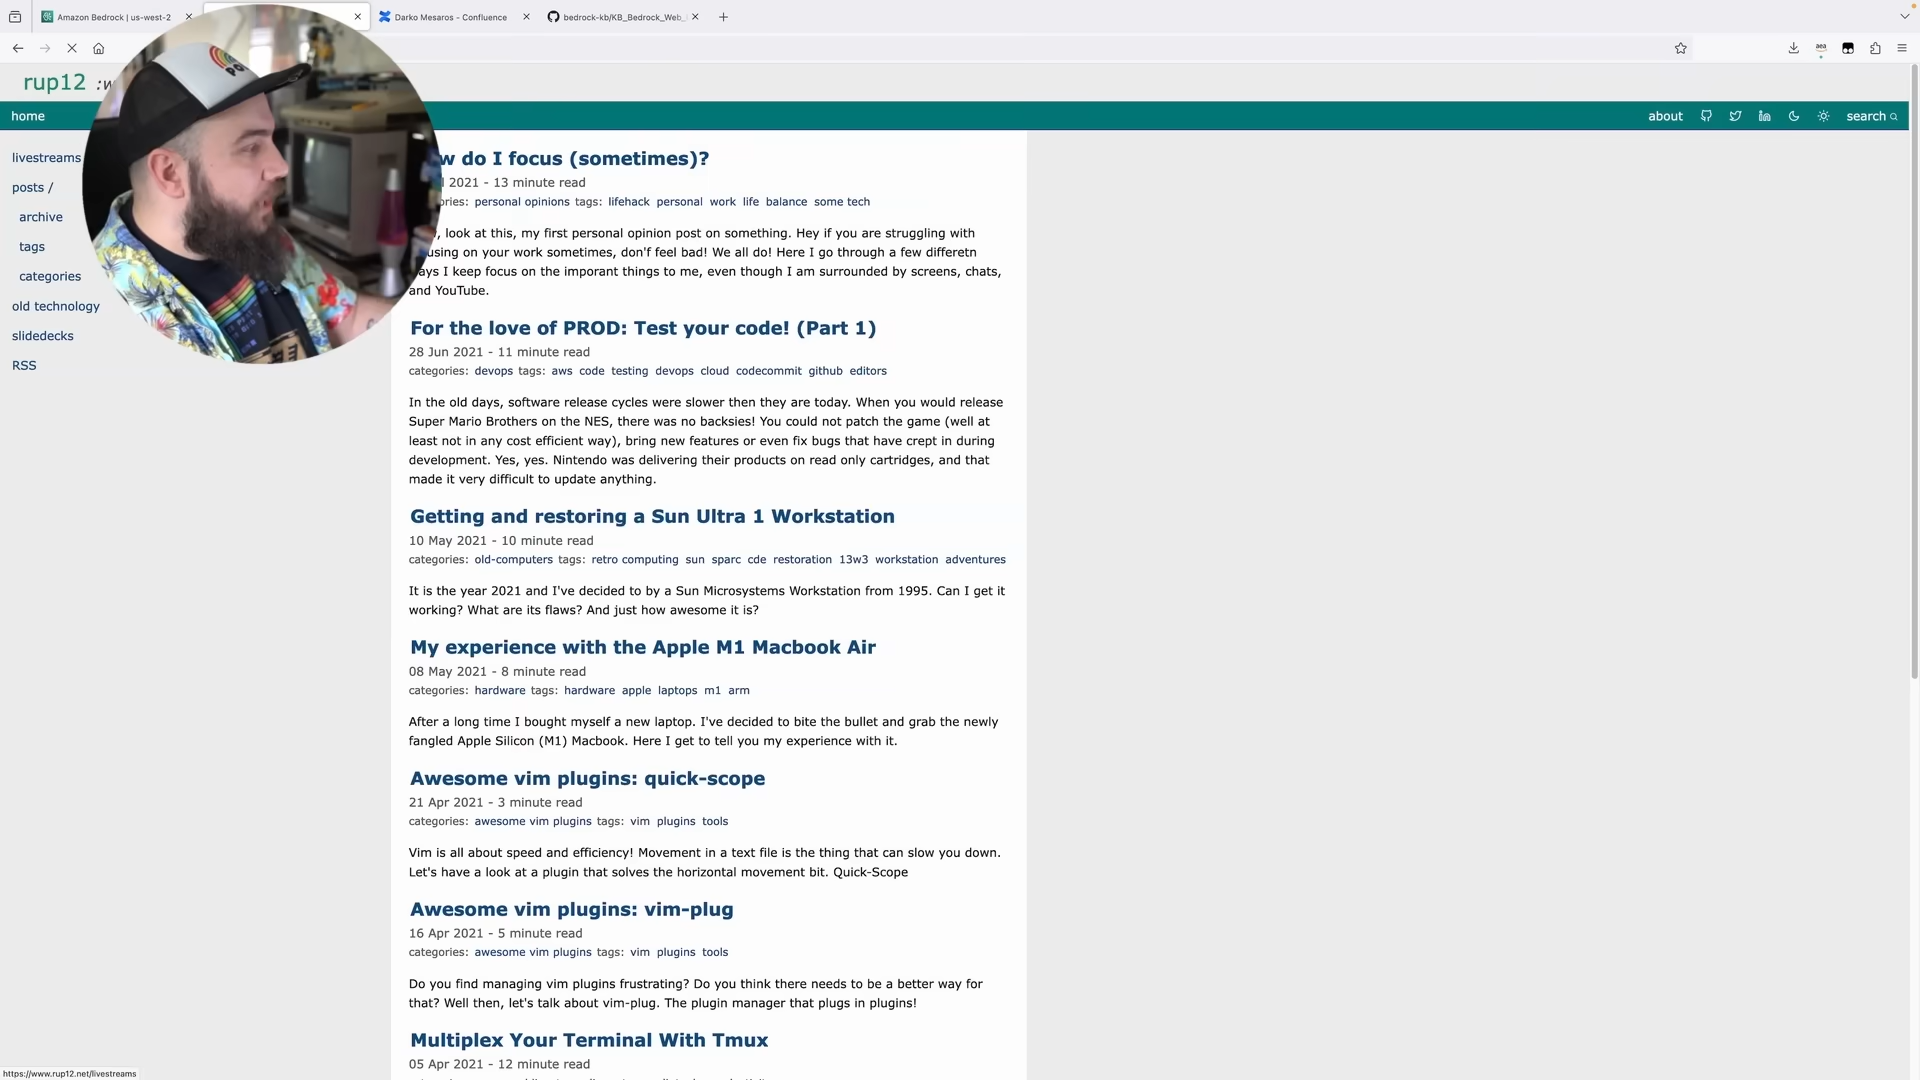 Amazon Bedrock | us-west-2
Darko Mesaros - Confluence
bedrock-kb/KB_Bedrock_Web_
rup12
home
about
search
livestreams
posts /
archive
tags
categories
old technology
slidedecks
RSS
do I focus (sometimes)?
2021 - 13 minute read
personal opinions tags: lifehack personal work life balance some tech
look at this, my first personal opinion post on something. Hey if you are struggling with
on your work sometimes, don'f feel bad! We all do! Here I go through a few differetn
I keep focus on the imporant things to me, even though I am surrounded by screens, chats,
and YouTube.
For the love of PROD: Test your code! (Part 1)
28 Jun 2021 - 11 minute read
categories: devops tags: aws code testing devops cloud codecommit github editors
In the old days, software release cycles were slower then they are today. When you would release
Super Mario Brothers on the NES, there was no backsies! You could not patch the game (well at
least not in any cost efficient way), bring new features or even fix bugs that have crept in during
development. Yes, yes. Nintendo was delivering their products on read only cartridges, and that
made it very difficult to update anything.
Getting and restoring a Sun Ultra 1 Workstation
10 May 2021 - 10 minute read
categories: old-computers tags: retro computing sun sparc cde restoration 13w3 workstation adventures
It is the year 2021 and I've decided to by a Sun Microsystems Workstation from 1995. Can I get it
working? What are its flaws? And just how awesome it is?
My experience with the Apple M1 Macbook Air
08 May 2021 - 8 minute read
categories: hardware tags: hardware apple laptops m1 arm
After a long time I bought myself a new laptop. I've decided to bite the bullet and grab the newly
fangled Apple Silicon (M1) Macbook. Here I get to tell you my experience with it.
Awesome vim plugins: quick-scope
21 Apr 2021 - 3 minute read
categories: awesome vim plugins tags: vim plugins tools
Vim is all about speed and efficiency! Movement in a text file is the thing that can slow you down.
Let's have a look at a plugin that solves the horizontal movement bit. Quick-Scope
Awesome vim plugins: vim-plug
16 Apr 2021 - 5 minute read
categories: awesome vim plugins tags: vim plugins tools
Do you find managing vim plugins frustrating? Do you think there needs to be a better way for
that? Well then, let's talk about vim-plug. The plugin manager that plugs in plugins!
Multiplex Your Terminal With Tmux
05 Apr 2021 - 12 minute read
https://www.rup12.net/livestreams